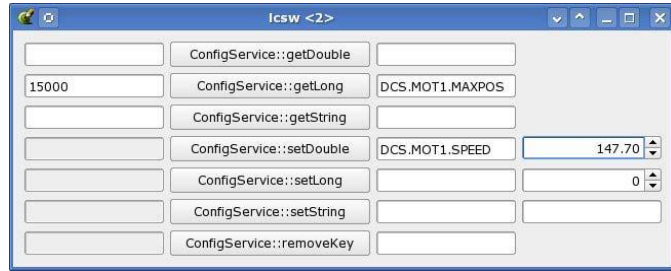 lcsw <2>
ConfigService::getDouble
15000 ConfigService::getLong DCS.MOT1.MAXPOS
ConfigService::getString
ConfigService::setDouble DCS.MOT1.SPEED 147.70
ConfigService::setLong 0
ConfigService::setString
ConfigService::removeKey